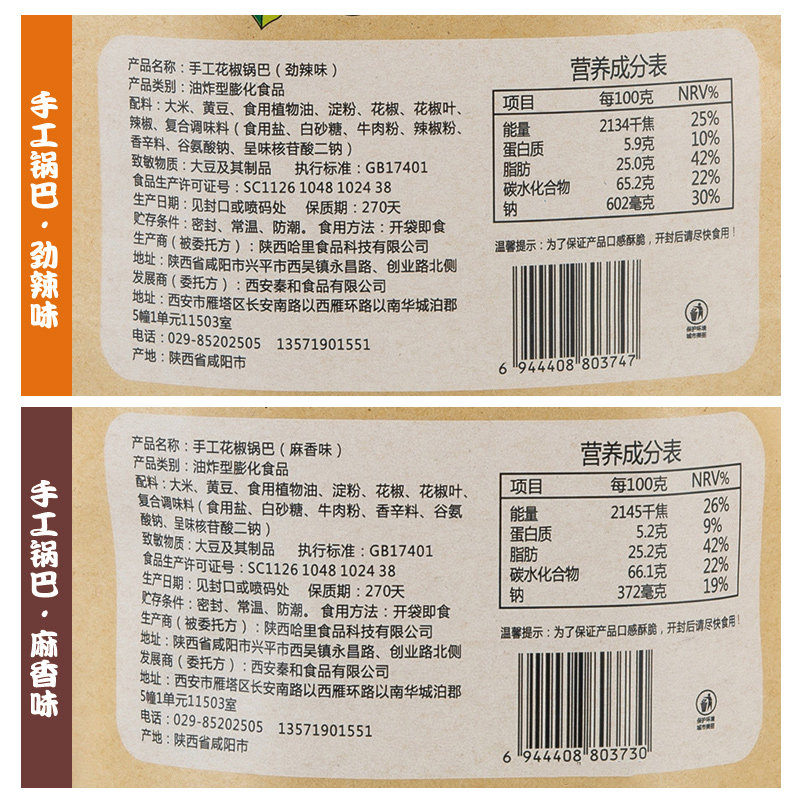 手工锅巴·劲辣味
产品名称：手工花椒锅巴（劲辣味）
产品类别：油炸型膨化食品
配料：大米、黄豆、食用植物油、淀粉、花椒、花椒叶、
辣椒、复合调味料（食用盐、白砂糖、牛肉粉、辣椒粉、
香辛料、谷氨酸钠、呈味核苷酸二钠）
致敏物质：大豆及其制品 执行标准：GB17401
食品生产许可证号：SC1126 1048 1024 38
生产日期：见封口或喷码处 保质期：270天
贮存条件：密封、常温、防潮。食用方法：开袋即食
生产商（被委托方）：陕西哈里食品科技有限公司
地址：陕西省咸阳市兴平市西吴镇永昌路、创业路北侧
发展商（委托方）：西安秦和食品有限公司
地址：西安市雁塔区长安南路以西雁环路以南华城泊郡
5幢1单元11503室
电话：029-85202505 13571901551
产地：陕西省咸阳市
营养成分表
项目 每100克 NRV%
能量 2134千焦 25%
蛋白质 5.9克 10%
脂肪 25.0克 42%
碳水化合物 65.2克 22%
钠 602毫克 30%
温馨提示：为了保证产品口感酥脆，开封后请尽快食用！
6 944408 803747
保护环境
城市美丽
手工锅巴·麻香味
产品名称：手工花椒锅巴（麻香味）
产品类别：油炸型膨化食品
配料：大米、黄豆、食用植物油、淀粉、花椒、花椒叶、
复合调味料（食用盐、白砂糖、牛肉粉、香辛料、谷氨
酸钠、呈味核苷酸二钠）
致敏物质：大豆及其制品 执行标准：GB17401
食品生产许可证号：SC1126 1048 1024 38
生产日期：见封口或喷码处 保质期：270天
贮存条件：密封、常温、防潮。食用方法：开袋即食
生产商（被委托方）：陕西哈里食品科技有限公司
地址：陕西省咸阳市兴平市西吴镇永昌路、创业路北侧
发展商（委托方）：西安秦和食品有限公司
地址：西安市雁塔区长安南路以西雁环路以南华城泊郡
5幢1单元11503室
电话：029-85202505 13571901551
产地：陕西省咸阳市
营养成分表
项目 每100克 NRV%
能量 2145千焦 26%
蛋白质 5.2克 9%
脂肪 25.2克 42%
碳水化合物 66.1克 22%
钠 372毫克 19%
温馨提示：为了保证产品口感酥脆，开封后请尽快食用！
6 944408 803730
保护环境
城市美丽